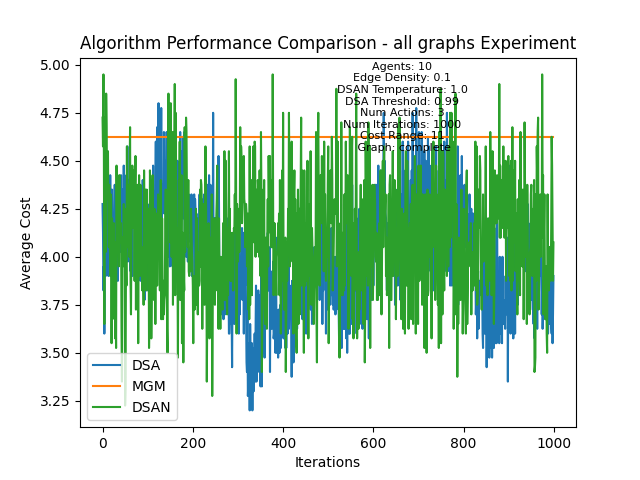 Algorithm Performance Comparison - all graphs Experiment
Agents: 10
Edge Density: 0.1
DSAN Temperature: 1.0
DSA Threshold: 0.99
Num Actions: 3
Num Iterations: 1000
Cost Range: 11
Graph: complete
5.00
4.75
4.50
4.25
4.00
3.75
3.50
3.25
Average Cost
DSA
MGM
DSAN
0
200
400
600
800
1000
Iterations